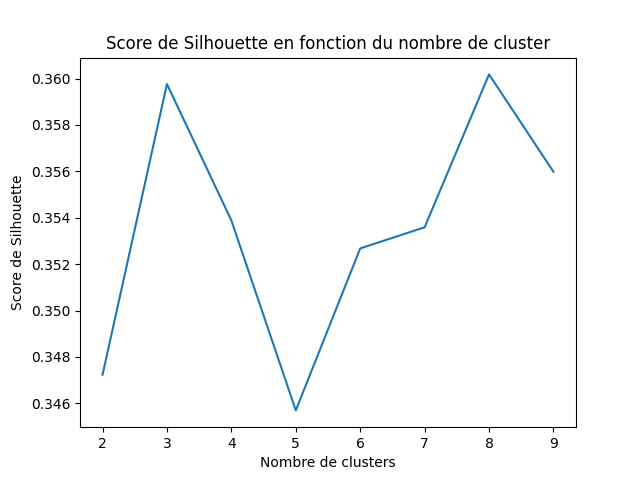 Score de Silhouette en fonction du nombre de cluster
0.360
0.358
0.356
0.354
0.352
0.350
0.348
0.346
Score de Silhouette
2 3 4 5 6 7 8 9
Nombre de clusters